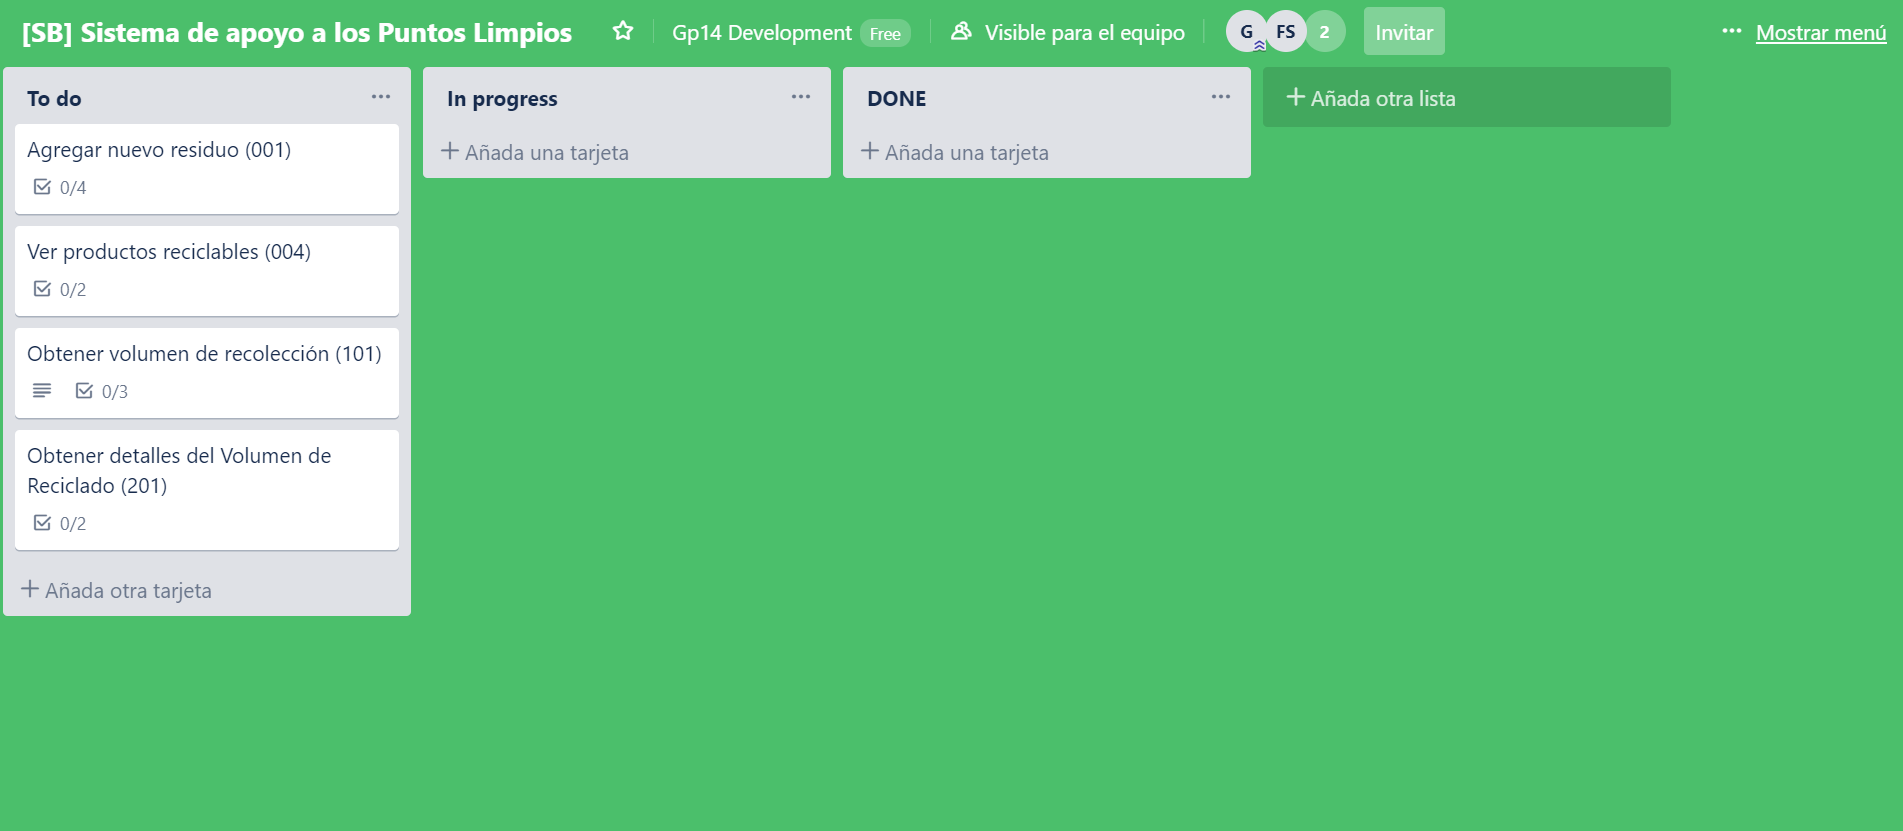 [SB] Sistema de apoyo a los Puntos Limpios
Gp14 Development Free
Visible para el equipo
G FS 2
Invitar
Mostrar menú
To do
Agregar nuevo residuo (001)
0/4
Ver productos reciclables (004)
0/2
Obtener volumen de recolección (101)
0/3
Obtener detalles del Volumen de
Reciclado (201)
0/2
Añada otra tarjeta
In progress
Añada una tarjeta
DONE
Añada una tarjeta
Añada otra lista